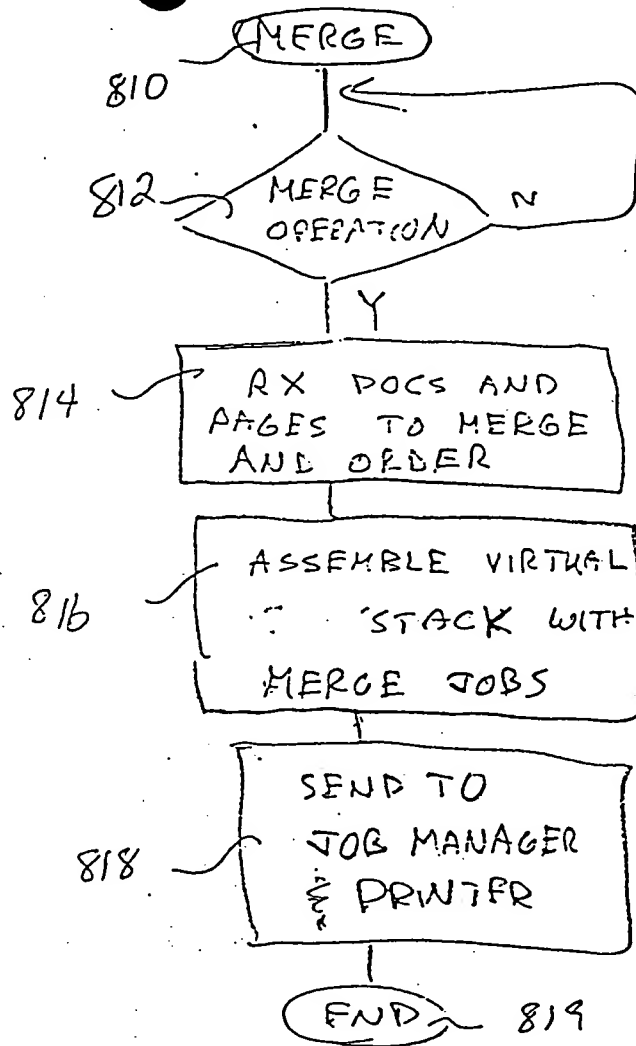 MERGE
810
812
MERGE
OPERATION
N
Y
814
RX DOCS AND
PAGES TO MERGE
AND ORDER
816
ASSEMBLE VIRTUAL
STACK WITH
MERGE JOBS
818
SEND TO
JOB MANAGER
& PRINTER
END
819